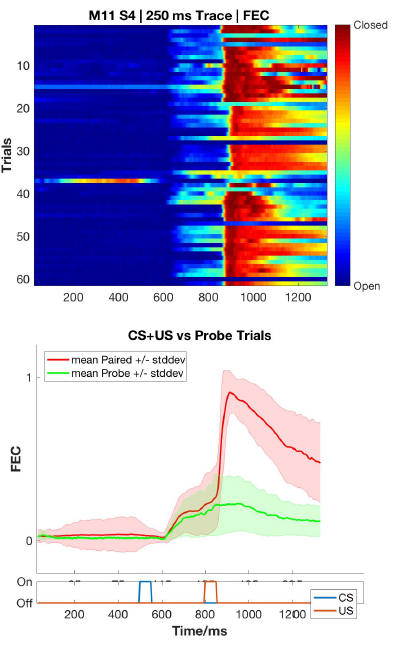 M11 S4 | 250 ms Trace | FEC
Closed
Trials
10
20
30
40
50
60
Open
200 400 600 800 1000 1200
CS+US vs Probe Trials
mean Paired +/- stddev
mean Probe +/- stddev
FEC
1
0
On
Off
200 400 600 800 1000 1200
CS
US
Time/ms